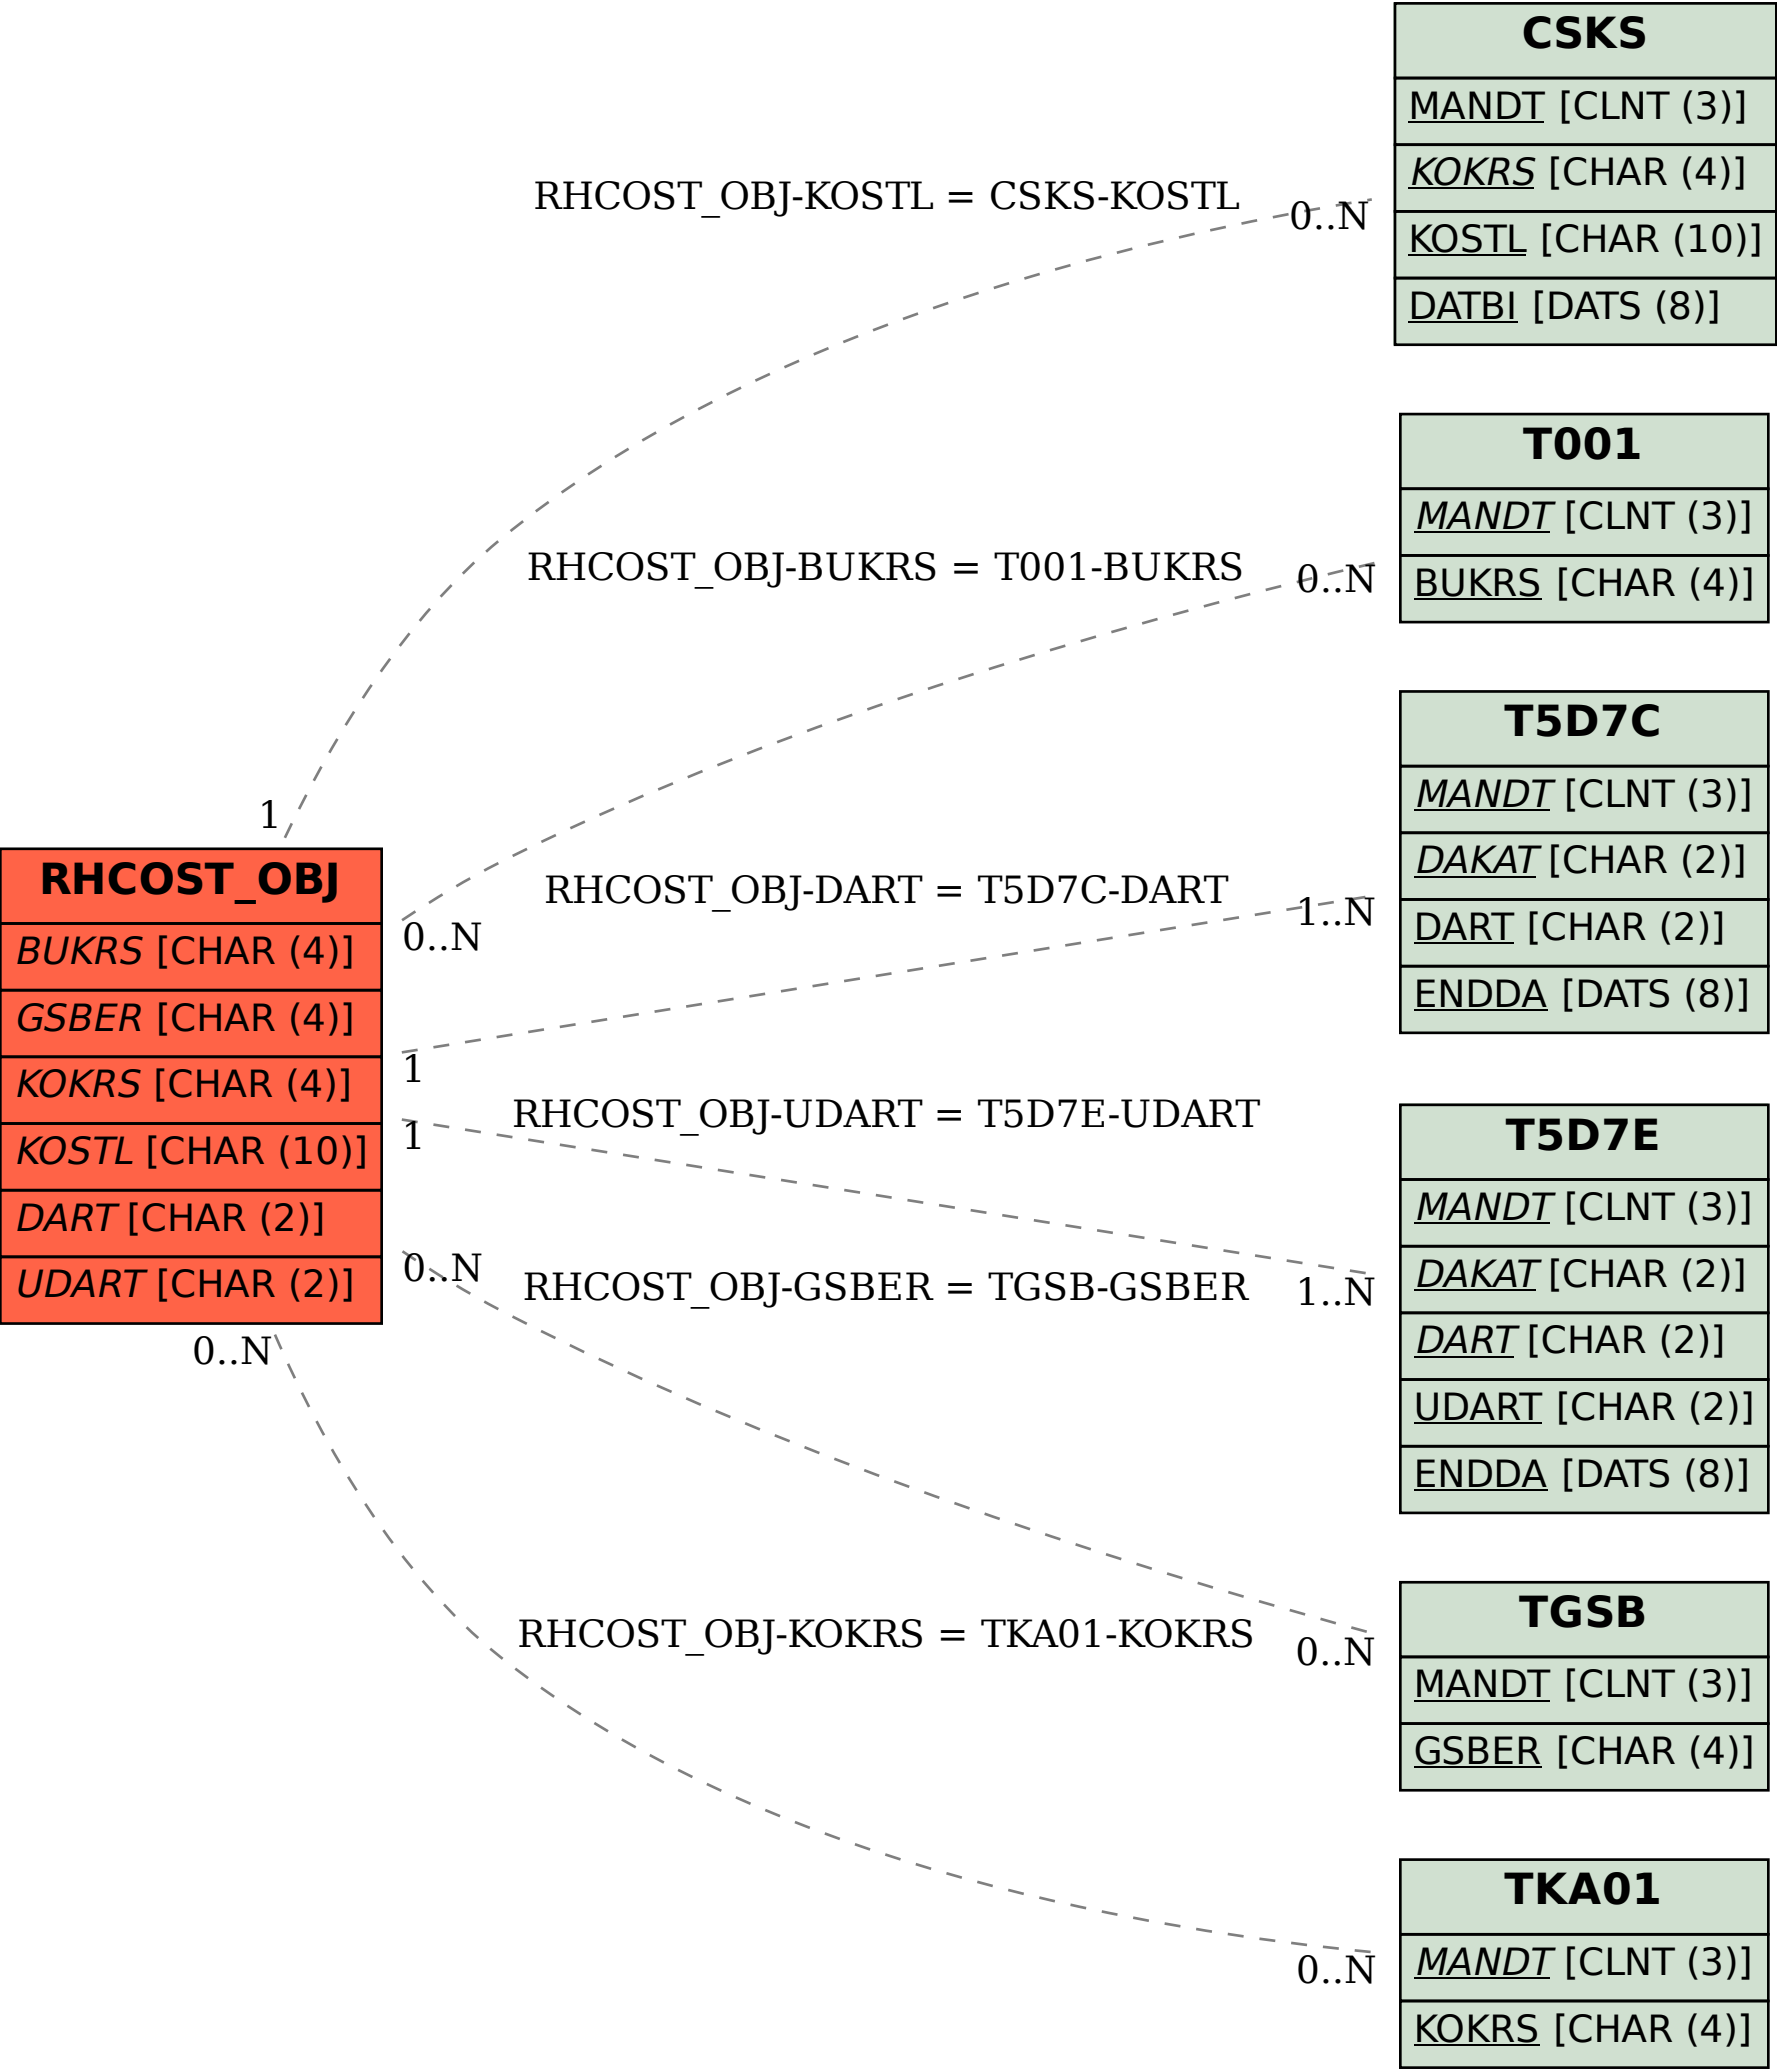 CSKS
MANDT [CLNT (3)]
KOKRS [CHAR (4)]
KOSTL [CHAR (10)]
DATBI [DATS (8)]
RHCOST_OBJ-KOSTL = CSKS-KOSTL
0..N
1
T001
MANDT [CLNT (3)]
BUKRS [CHAR (4)]
RHCOST_OBJ-BUKRS = T001-BUKRS
0..N
0..N
T5D7C
MANDT [CLNT (3)]
DAKAT [CHAR (2)]
DART [CHAR (2)]
ENDDA [DATS (8)]
RHCOST_OBJ-DART = T5D7C-DART
1..N
1
RHCOST_OBJ
BUKRS [CHAR (4)]
GSBER [CHAR (4)]
KOKRS [CHAR (4)]
KOSTL [CHAR (10)]
DART [CHAR (2)]
UDART [CHAR (2)]
RHCOST_OBJ-UDART = T5D7E-UDART
1
1..N
T5D7E
MANDT [CLNT (3)]
DAKAT [CHAR (2)]
DART [CHAR (2)]
UDART [CHAR (2)]
ENDDA [DATS (8)]
RHCOST_OBJ-GSBER = TGSB-GSBER
0..N
0..N
TGSB
MANDT [CLNT (3)]
GSBER [CHAR (4)]
RHCOST_OBJ-KOKRS = TKA01-KOKRS
0..N
0..N
TKA01
MANDT [CLNT (3)]
KOKRS [CHAR (4)]